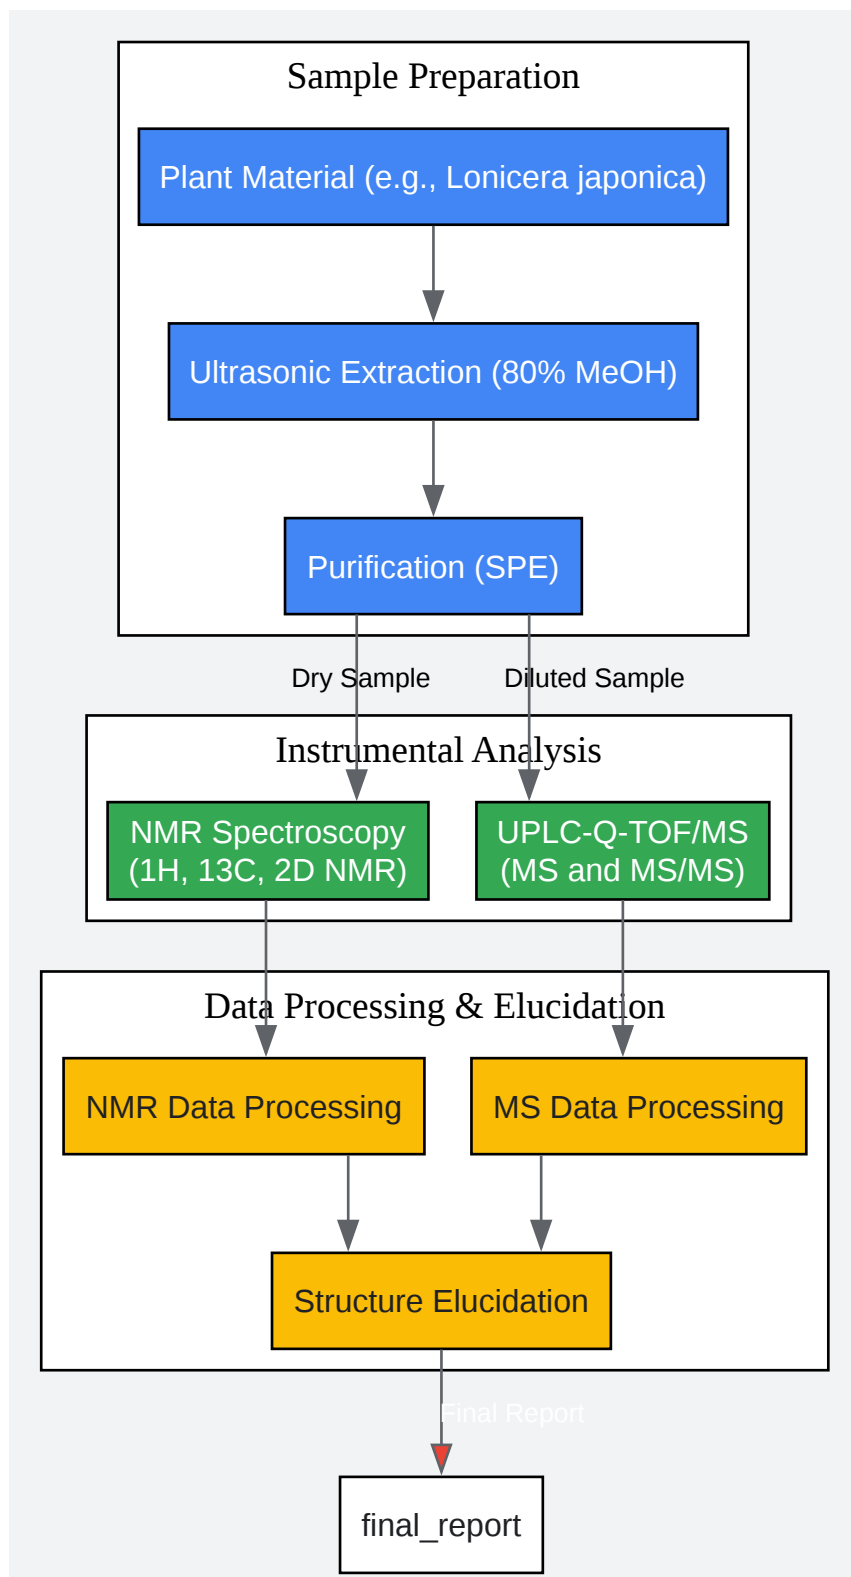 Sample Preparation
Plant Material (e.g., Lonicera japonica)
Ultrasonic Extraction (80% MeOH)
Purification (SPE)
Dry Sample
Diluted Sample
Instrumental Analysis
NMR Spectroscopy
(1H, 13C, 2D NMR)
UPLC-Q-TOF/MS
(MS and MS/MS)
Data Processing & Elucidation
NMR Data Processing
MS Data Processing
Structure Elucidation
Final Report
final_report